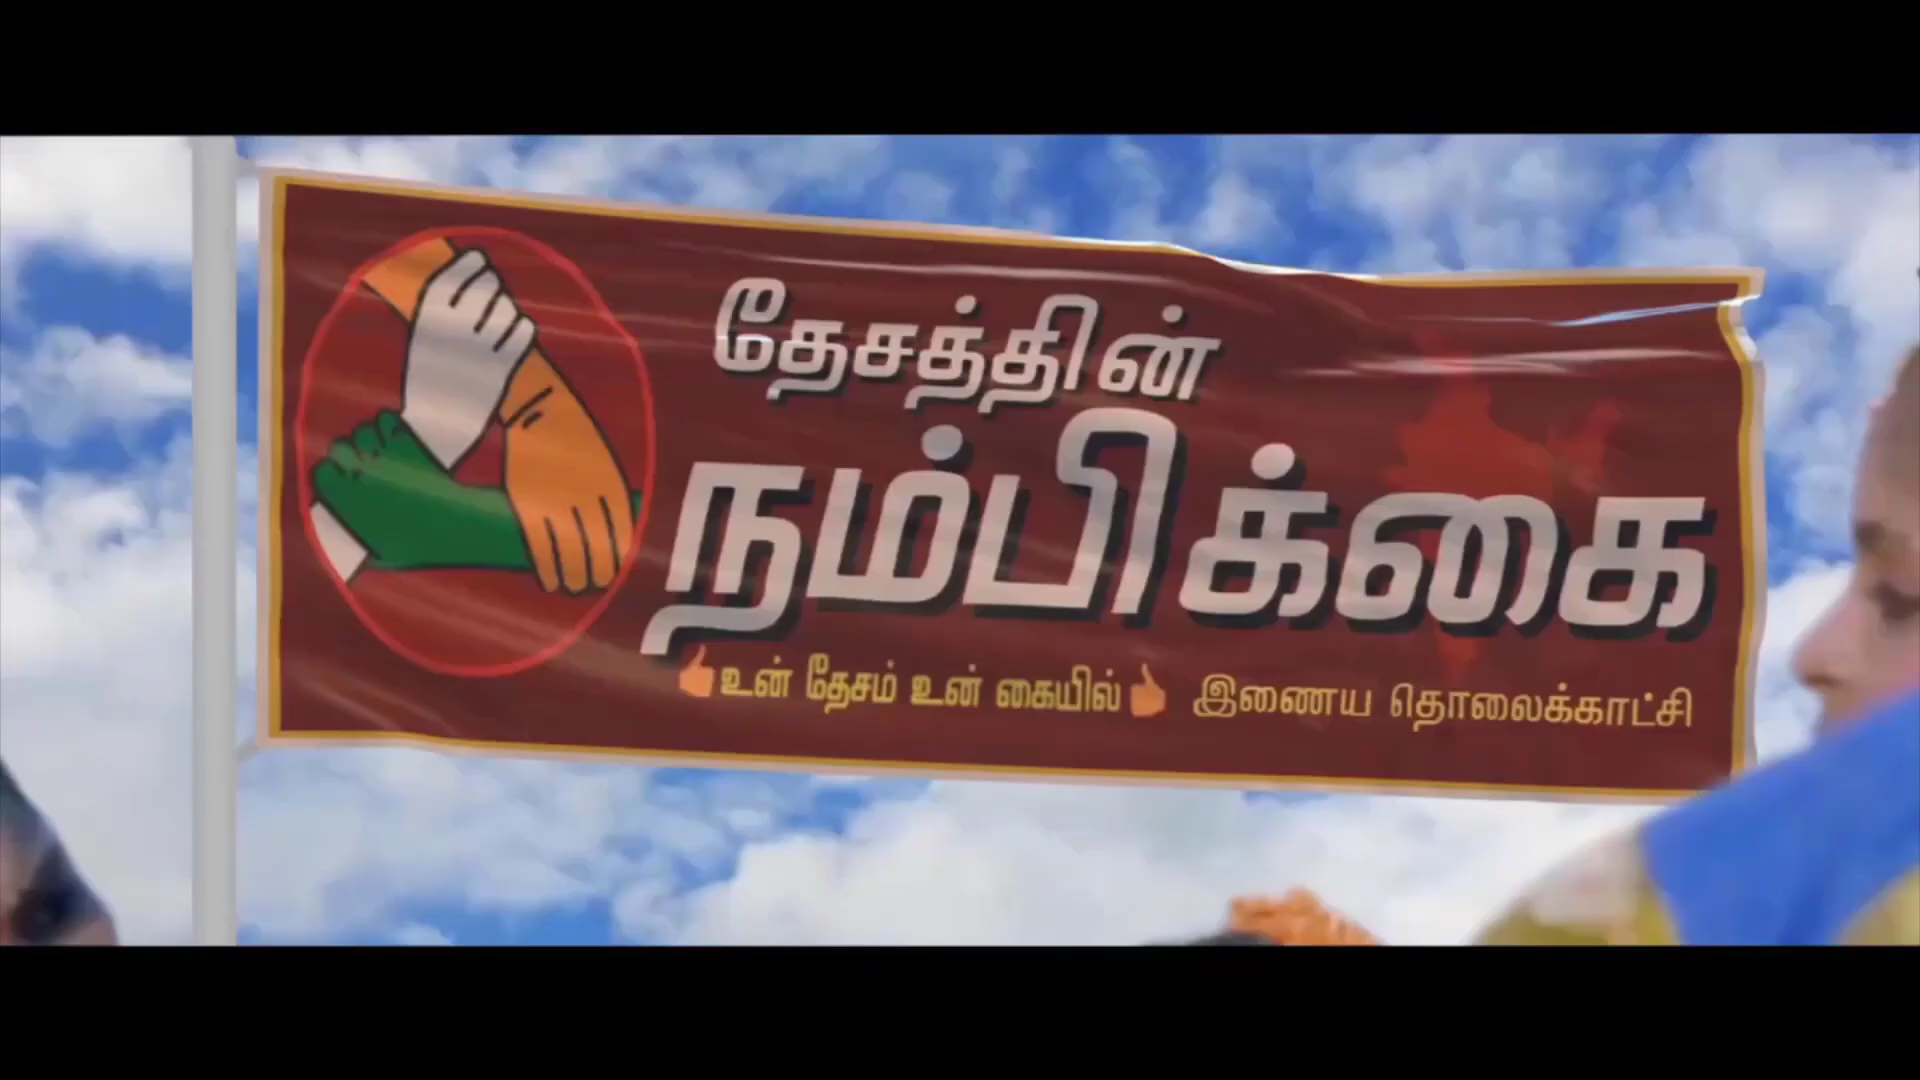 தேசத்தின்
நம்பிக்கை
உன் தேசம் உன் கையில் இணைய தொலைக்காட்சி